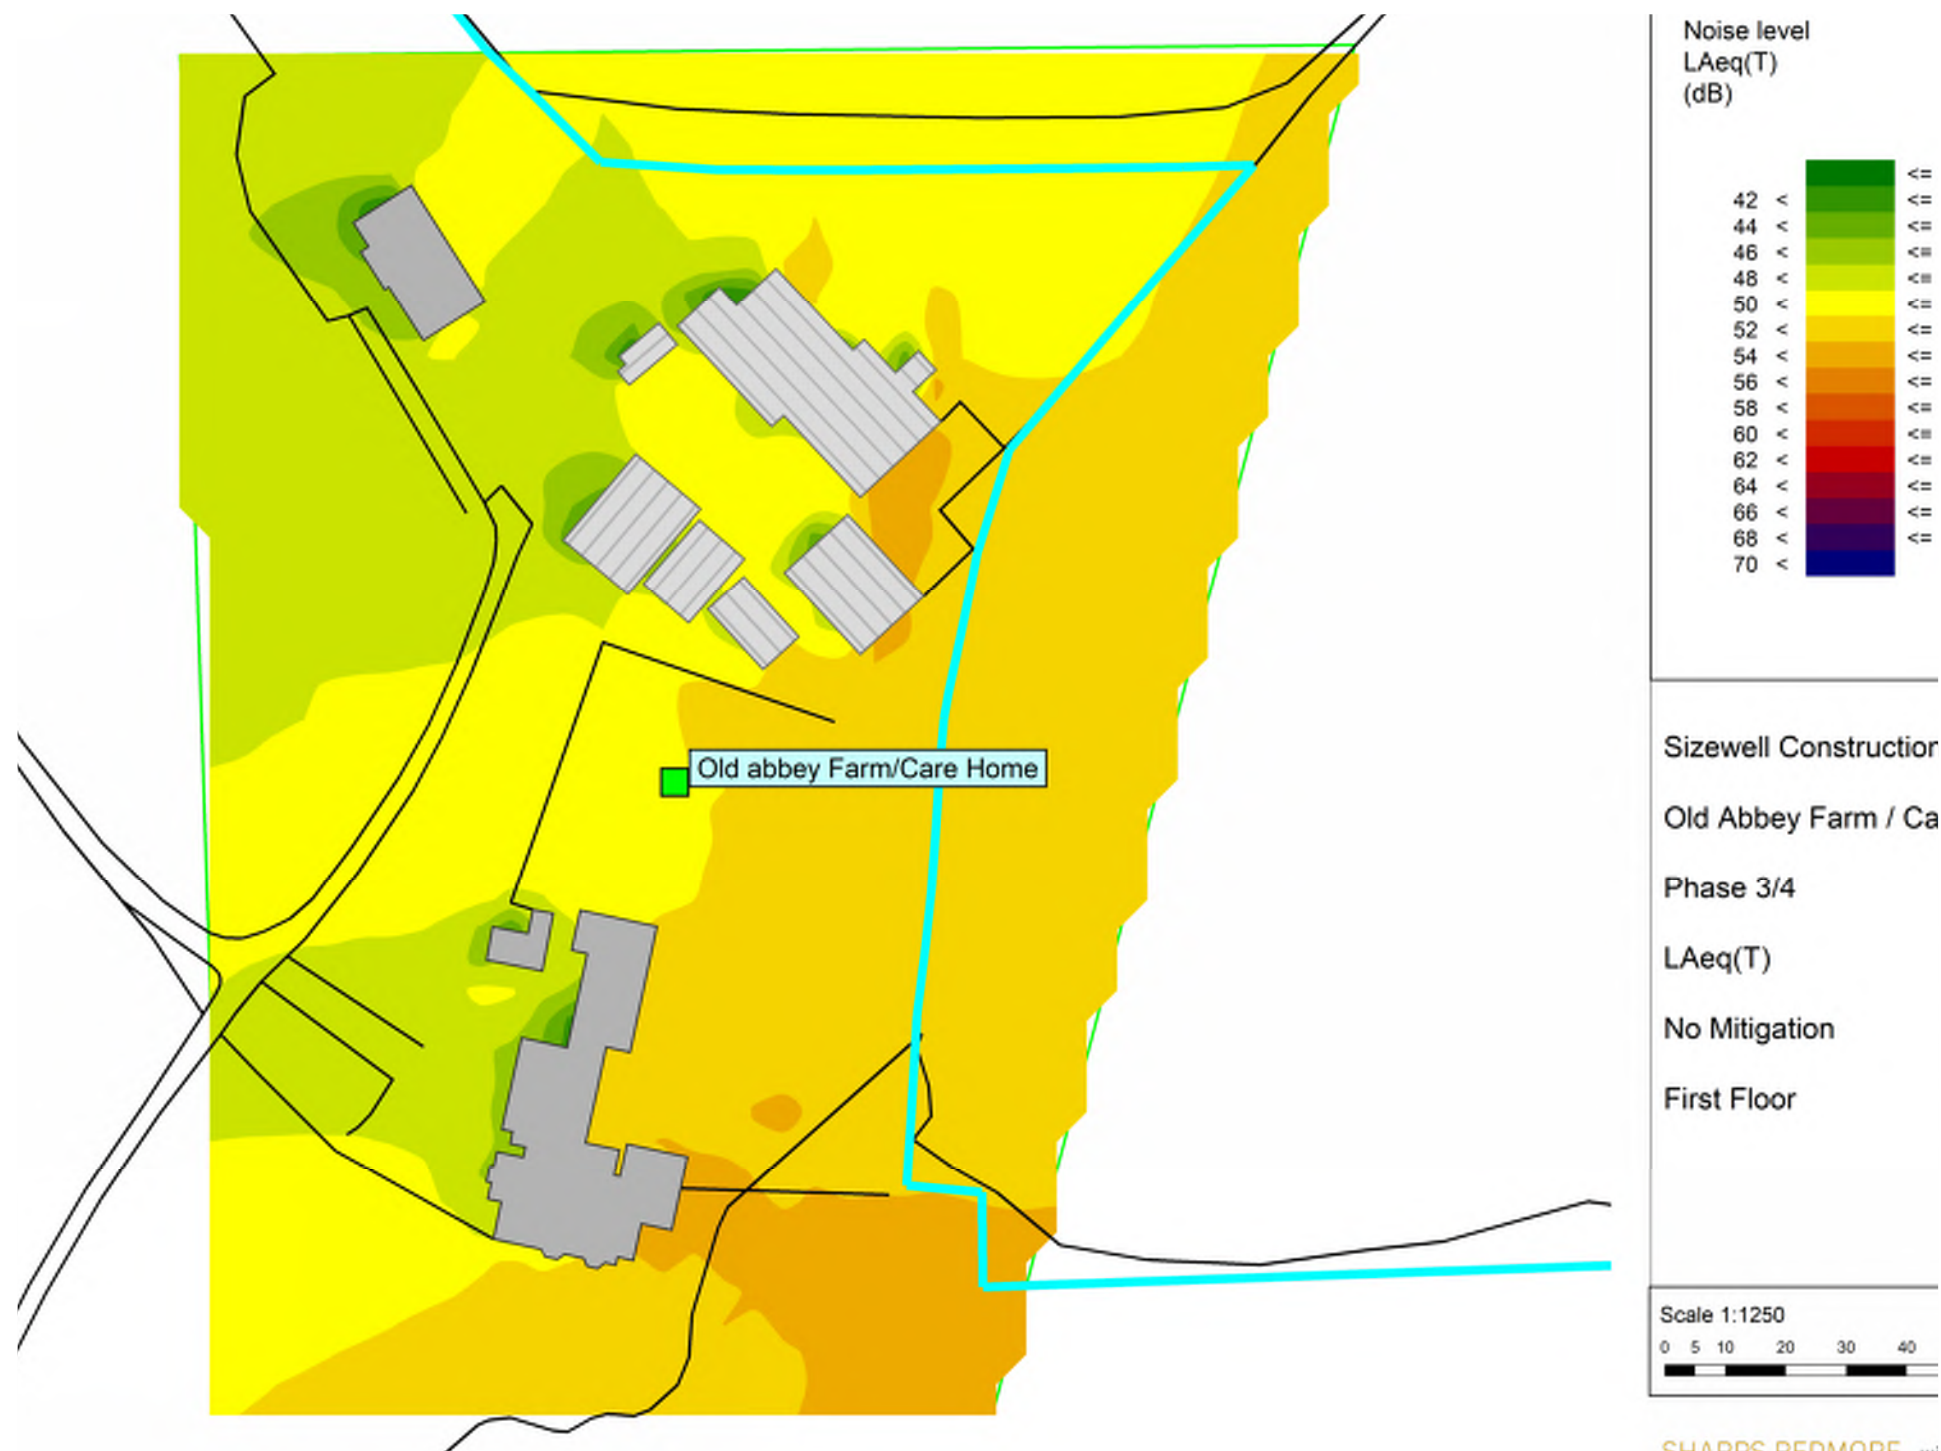 Noise level
LAeq(T)
(dB)
<=
42 < <=
44 < <=
46 < <=
48 < <=
50 < <=
52 < <=
54 < <=
56 < <=
58 < <=
60 < <=
62 < <=
64 < <=
66 < <=
68 < <=
70 <
Old abbey Farm/Care Home
Sizewell Construction
Old Abbey Farm / Ca
Phase 3/4
LAeq(T)
No Mitigation
First Floor
Scale 1:1250
0 5 10 20 30 40
SHARPS REDMORE